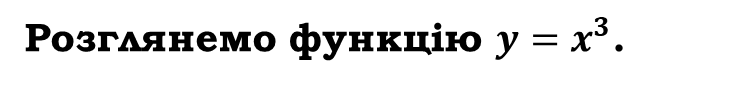 Розглянемо функцію y = x³.